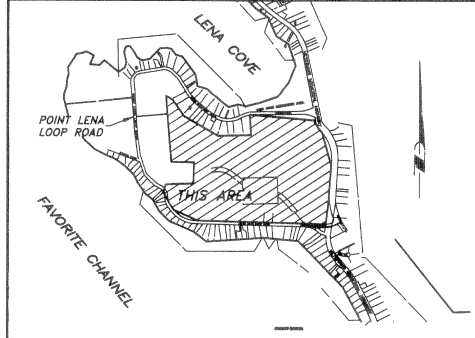 LENA COVE
POINT LENA
LOOP ROAD
THIS AREA
FAVORITE CHANNEL